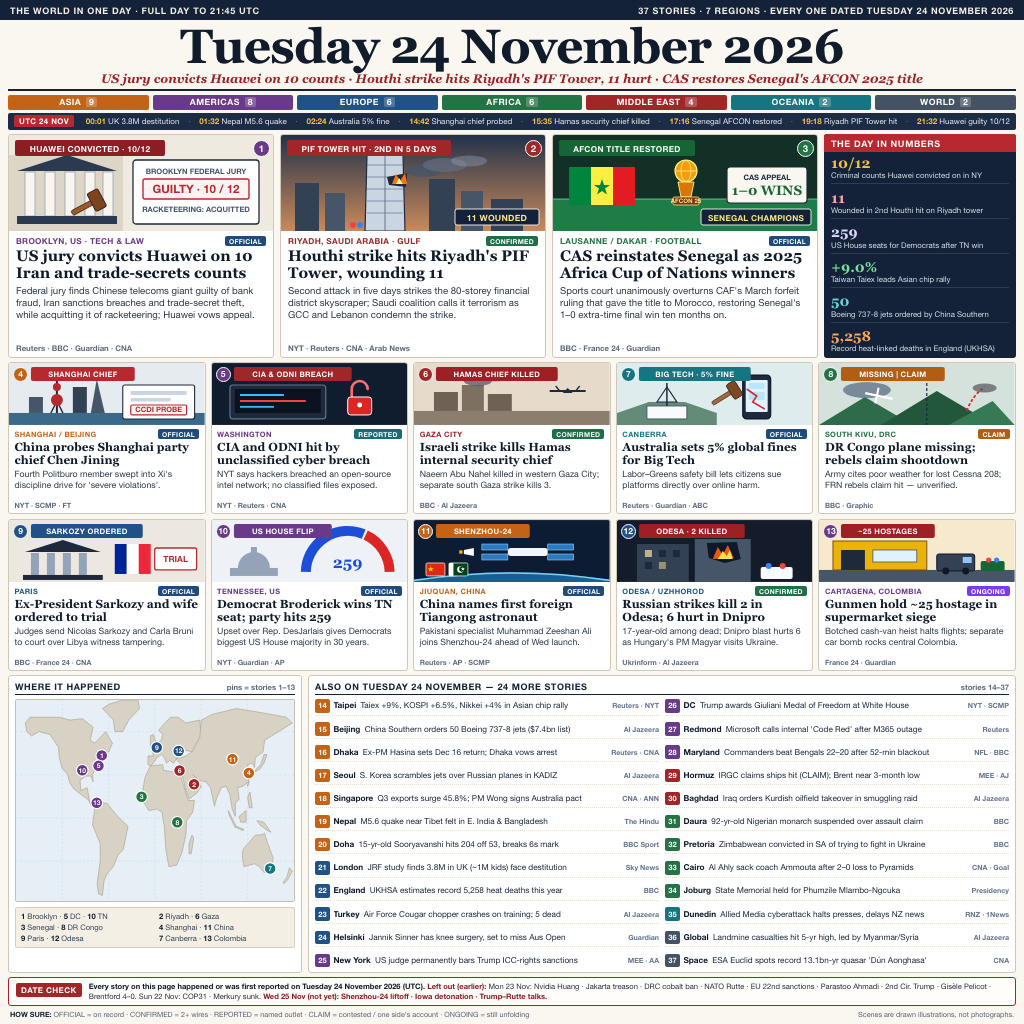 THE WORLD IN ONE DAY · FULL DAY TO 21:45 UTC
37 STORIES · 7 REGIONS · EVERY ONE DATED TUESDAY 24 NOVEMBER 2026
Tuesday 24 November 2026
US jury convicts Huawei on 10 counts · Houthi strike hits Riyadh's PIF Tower, 11 hurt · CAS restores Senegal's AFCON 2025 title
ASIA 9
AMERICAS 8
EUROPE 6
AFRICA 6
MIDDLE EAST 4
OCEANIA 2
WORLD 2
UTC 24 NOV 00:01 UK 3.8M destitution · 01:32 Nepal M5.6 quake · 02:24 Australia 5% fine · 14:42 Shanghai chief probed · 15:35 Hamas security chief killed · 17:16 Senegal AFCON restored · 19:18 Riyadh PIF Tower hit · 21:32 Huawei guilty 10/12
HUAWEI CONVICTED · 10/12
1
BROOKLYN FEDERAL JURY
GUILTY · 10 / 12
RACKETEERING: ACQUITTED
BROOKLYN, US · TECH & LAW
OFFICIAL
US jury convicts Huawei on 10
Iran and trade-secrets counts
Federal jury finds Chinese telecoms giant guilty of bank
fraud, Iran sanctions breaches and trade-secret theft,
while acquitting it of racketeering; Huawei vows appeal.
Reuters · BBC · Guardian · CNA
PIF TOWER HIT · 2ND IN 5 DAYS
2
11 WOUNDED
RIYADH, SAUDI ARABIA · GULF
CONFIRMED
Houthi strike hits Riyadh's PIF
Tower, wounding 11
Second attack in five days strikes the 80-storey financial
district skyscraper; Saudi coalition calls it terrorism as
GCC and Lebanon condemn the strike.
NYT · Reuters · CNA · Arab News
AFCON TITLE RESTORED
3
AFCON 25
CAS APPEAL
1–0 WINS
SENEGAL CHAMPIONS
LAUSANNE / DAKAR · FOOTBALL
OFFICIAL
CAS reinstates Senegal as 2025
Africa Cup of Nations winners
Sports court unanimously overturns CAF's March forfeit
ruling that gave the title to Morocco, restoring Senegal's
1–0 extra-time final win ten months on.
BBC · France 24 · Guardian
THE DAY IN NUMBERS
10/12
Criminal counts Huawei convicted on in NY
11
Wounded in 2nd Houthi hit on Riyadh tower
259
US House seats for Democrats after TN win
+9.0%
Taiwan Taiex leads Asian chip rally
50
Boeing 737-8 jets ordered by China Southern
5,258
Record heat-linked deaths in England (UKHSA)
4
SHANGHAI CHIEF
CCDI PROBE
SHANGHAI / BEIJING
OFFICIAL
China probes Shanghai party
chief Chen Jining
Fourth Politburo member swept into Xi's
discipline drive for 'severe violations'.
NYT · SCMP · FT
5
CIA & ODNI BREACH
WASHINGTON
REPORTED
CIA and ODNI hit by
unclassified cyber breach
NYT says hackers breached an open-source
intel network; no classified files exposed.
NYT · Reuters · CNA
6
HAMAS CHIEF KILLED
GAZA CITY
CONFIRMED
Israeli strike kills Hamas
internal security chief
Naeem Abu Nahel killed in western Gaza City;
separate south Gaza strike kills 3.
BBC · Al Jazeera
7
BIG TECH · 5% FINE
CANBERRA
OFFICIAL
Australia sets 5% global fines
for Big Tech
Labor–Greens safety bill lets citizens sue
platforms directly over online harm.
Reuters · Guardian · ABC
8
MISSING | CLAIM
SOUTH KIVU, DRC
CLAIM
DR Congo plane missing;
rebels claim shootdown
Army cites poor weather for lost Cessna 208;
FRN rebels claim hit — unverified.
BBC · Graphic
9
SARKOZY ORDERED
TRIAL
PARIS
OFFICIAL
Ex-President Sarkozy and wife
ordered to trial
Judges send Nicolas Sarkozy and Carla Bruni
to court over Libya witness tampering.
BBC · France 24 · CNA
10
US HOUSE FLIP
259
TENNESSEE, US
OFFICIAL
Democrat Broderick wins TN
seat; party hits 259
Upset over Rep. DesJarlais gives Democrats
biggest US House majority in 30 years.
NYT · Guardian · AP
11
SHENZHOU-24
JIUQUAN, CHINA
OFFICIAL
China names first foreign
Tiangong astronaut
Pakistani specialist Muhammad Zeeshan Ali
joins Shenzhou-24 ahead of Wed launch.
Reuters · AP · SCMP
12
ODESA · 2 KILLED
ODESA / UZHHOROD
CONFIRMED
Russian strikes kill 2 in
Odesa; 6 hurt in Dnipro
17-year-old among dead; Dnipro blast hurts 6
as Hungary's PM Magyar visits Ukraine.
Ukrinform · Al Jazeera
13
~25 HOSTAGES
CARTAGENA, COLOMBIA
ONGOING
Gunmen hold ~25 hostage in
supermarket siege
Botched cash-van heist halts flights; separate
car bomb rocks central Colombia.
France 24 · Guardian
WHERE IT HAPPENED
pins = stories 1–13
1
5
10
13
9
12
6
2
3
8
11
4
7
1 Brooklyn · 5 DC · 10 TN
2 Riyadh · 6 Gaza
3 Senegal · 8 DR Congo
4 Shanghai · 11 China
9 Paris · 12 Odesa
7 Canberra · 13 Colombia
ALSO ON TUESDAY 24 NOVEMBER — 24 MORE STORIES
stories 14–37
14 Taipei Taiex +9%, KOSPI +6.5%, Nikkei +4% in Asian chip rally Reuters · NYT
15 Beijing China Southern orders 50 Boeing 737-8 jets ($7.4bn list) Al Jazeera
16 Dhaka Ex-PM Hasina sets Dec 16 return; Dhaka vows arrest Reuters · CNA
17 Seoul S. Korea scrambles jets over Russian planes in KADIZ Al Jazeera
18 Singapore Q3 exports surge 45.8%; PM Wong signs Australia pact CNA · ANN
19 Nepal M5.6 quake near Tibet felt in E. India & Bangladesh The Hindu
20 Doha 15-yr-old Sooryavanshi hits 204 off 53, breaks 6s mark BBC Sport
21 London JRF study finds 3.8M in UK (~1M kids) face destitution Sky News
22 England UKHSA estimates record 5,258 heat deaths this year BBC
23 Turkey Air Force Cougar chopper crashes on training; 5 dead Al Jazeera
24 Helsinki Jannik Sinner has knee surgery, set to miss Aus Open Guardian
25 New York US judge permanently bars Trump ICC-rights sanctions MEE · AA
26 DC Trump awards Giuliani Medal of Freedom at White House NYT · SCMP
27 Redmond Microsoft calls internal 'Code Red' after M365 outage Reuters
28 Maryland Commanders beat Bengals 22–20 after 52-min blackout NFL · BBC
29 Hormuz IRGC claims ships hit (CLAIM); Brent near 3-month low MEE · AJ
30 Baghdad Iraq orders Kurdish oilfield takeover in smuggling raid Al Jazeera
31 Daura 92-yr-old Nigerian monarch suspended over assault claim BBC
32 Pretoria Zimbabwean convicted in SA of trying to fight in Ukraine BBC
33 Cairo Al Ahly sack coach Ammouta after 2–0 loss to Pyramids CNA · Goal
34 Joburg State Memorial held for Phumzile Mlambo-Ngcuka Presidency
35 Dunedin Allied Media cyberattack halts presses, delays NZ news RNZ · 1News
36 Global Landmine casualties hit 5-yr high, led by Myanmar/Syria Al Jazeera
37 Space ESA Euclid spots record 13.1bn-yr quasar 'Dún Aonghasa' CNA
DATE CHECK
Every story on this page happened or was first reported on Tuesday 24 November 2026 (UTC). Left out (earlier): Mon 23 Nov: Nvidia Huang · Jakarta treason · DRC cobalt ban · NATO Rutte · EU 22nd sanctions · Parastoo Ahmadi · 2nd Cir. Trump · Gisèle Pelicot ·
Brentford 4–0. Sun 22 Nov: COP31 · Merkury sunk. Wed 25 Nov (not yet): Shenzhou-24 liftoff · Iowa detonation · Trump–Rutte talks.
HOW SURE: OFFICIAL = on record · CONFIRMED = 2+ wires · REPORTED = named outlet · CLAIM = contested / one side's account · ONGOING = still unfolding
Scenes are drawn illustrations, not photographs.